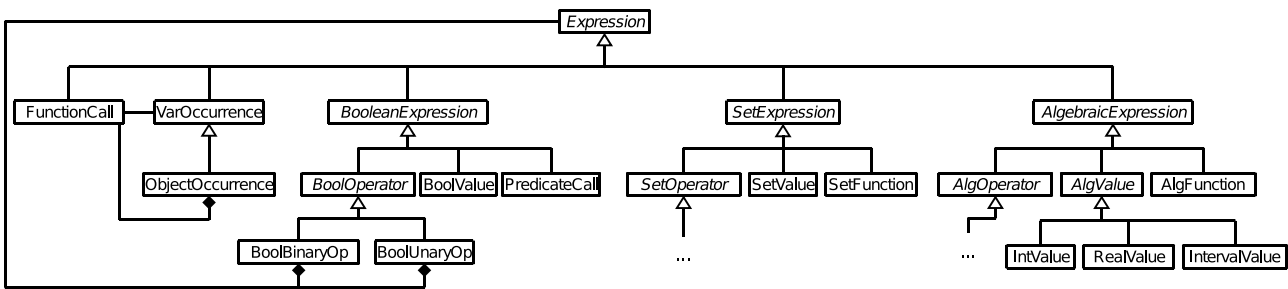 Expression
FunctionCall VarOccurrence BooleanExpression SetExpression AlgebraicExpression
ObjectOccurrence BoolOperator BoolValue PredicateCall SetOperator SetValue SetFunction AlgOperator AlgValue AlgFunction
BoolBinaryOp BoolUnaryOp ... ... IntValue RealValue IntervalValue